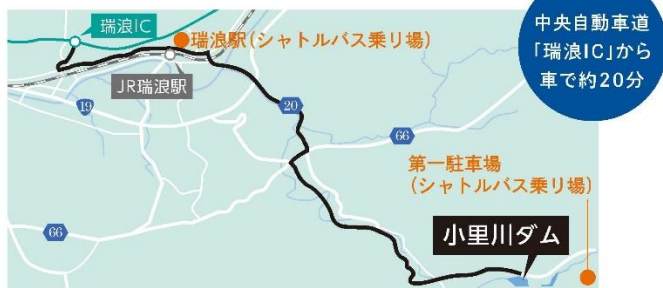 瑞浪IC
瑞浪駅(シャトルバス乗り場)
中央自動車道
「瑞浪IC」から
車で約20分
JR瑞浪駅
19
20
66
第一駐車場
(シャトルバス乗り場)
66
小里川ダム